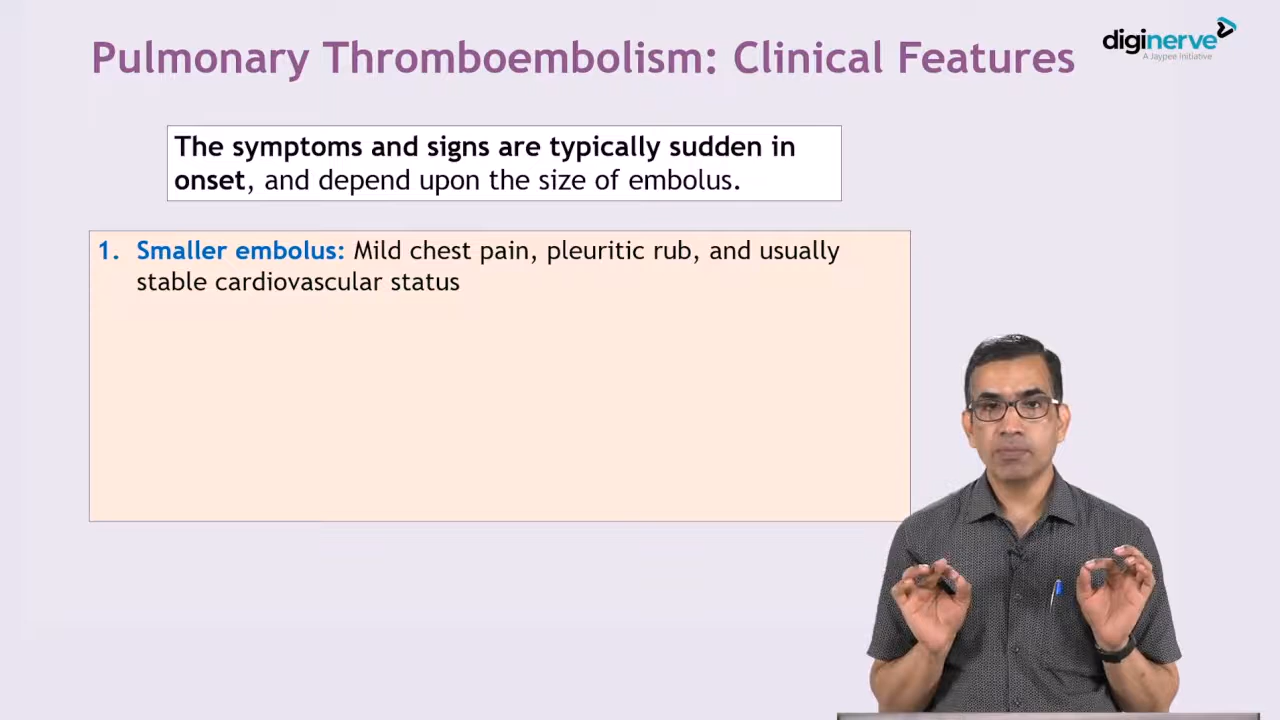 Pulmonary Thromboembolism: Clinical Features
diginerve
A Jaypee Initiative
The symptoms and signs are typically sudden in
onset, and depend upon the size of embolus.
1. Smaller embolus: Mild chest pain, pleuritic rub, and usually
stable cardiovascular status